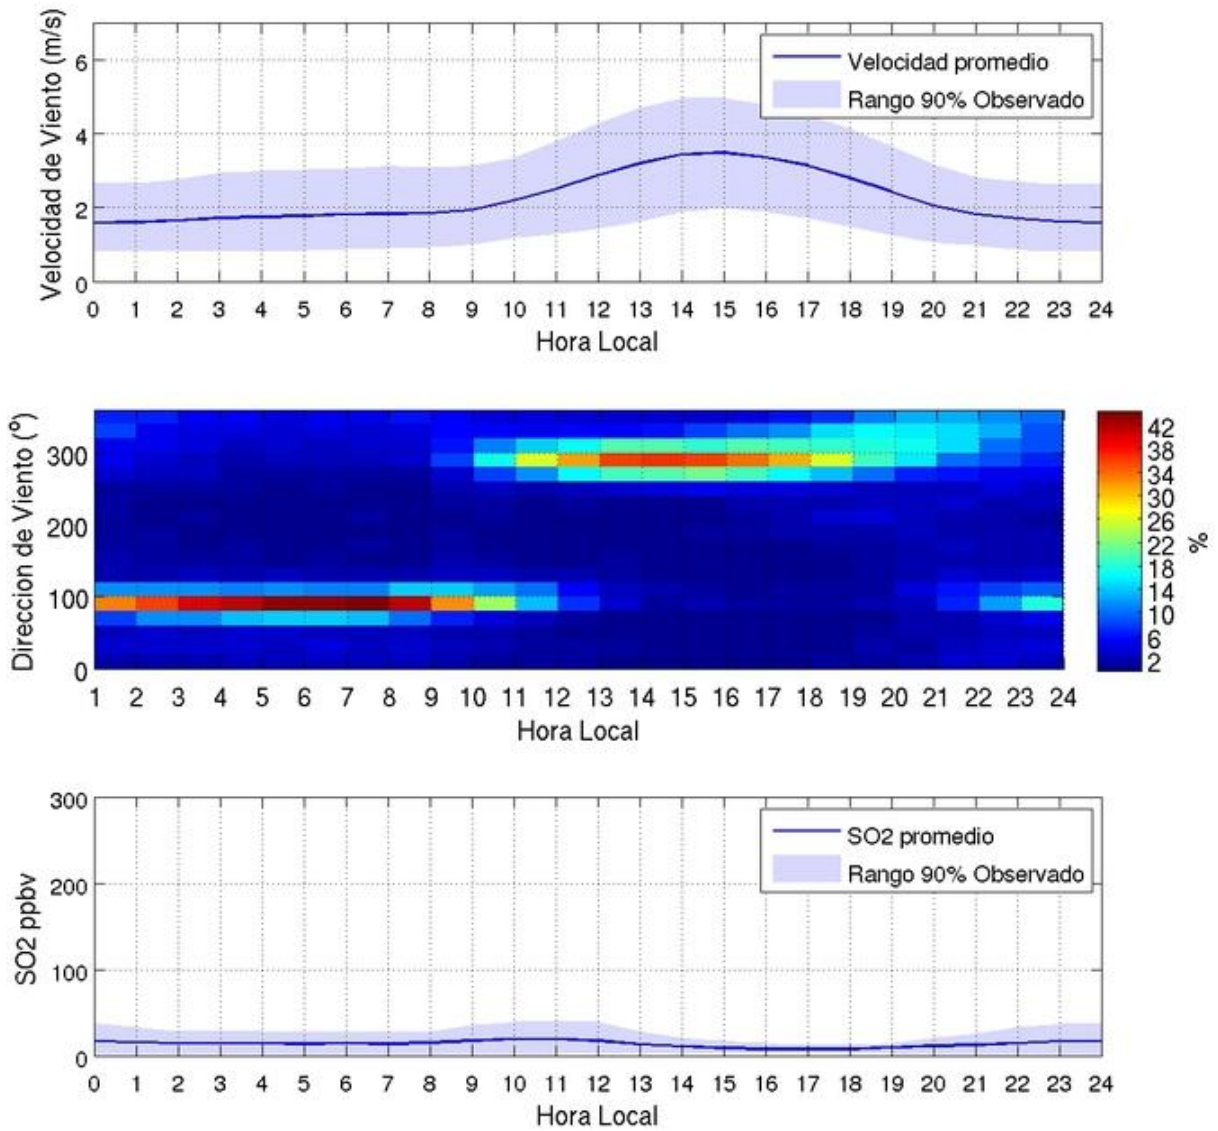 Velocidad de Viento (m/s)
6
4
2
0
Velocidad promedio
Rango 90% Observado
0 1 2 3 4 5 6 7 8 9 10 11 12 13 14 15 16 17 18 19 20 21 22 23 24
Hora Local
Direccion de Viento (°)
300
200
100
0
1 2 3 4 5 6 7 8 9 10 11 12 13 14 15 16 17 18 19 20 21 22 23 24
Hora Local
42
38
34
30
26
22
18
14
10
6
2
%
SO2 ppbv
300
200
100
0
SO2 promedio
Rango 90% Observado
0 1 2 3 4 5 6 7 8 9 10 11 12 13 14 15 16 17 18 19 20 21 22 23 24
Hora Local